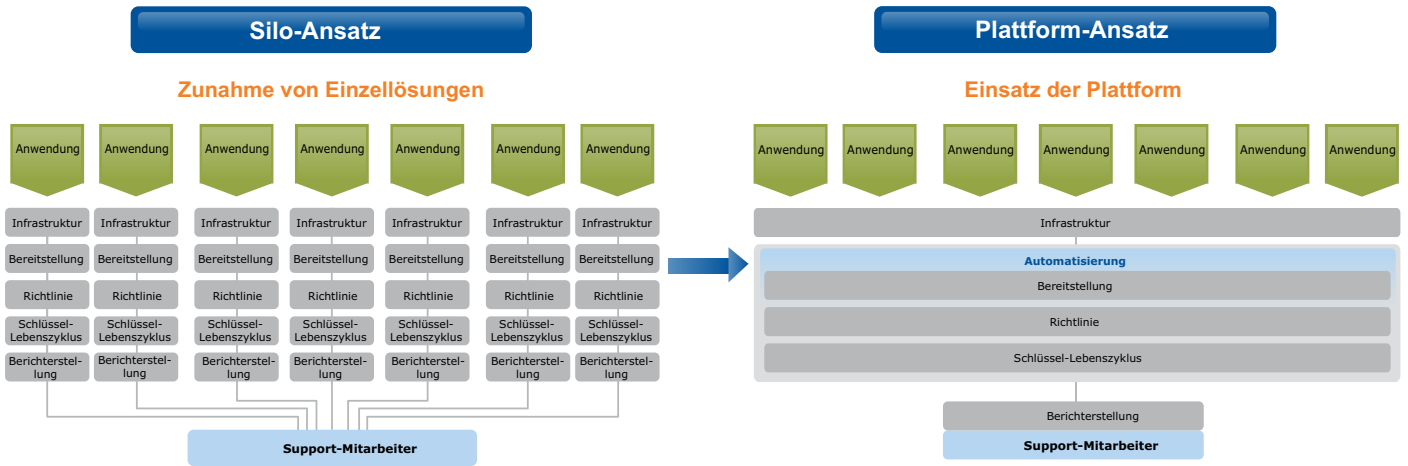 Silo-Ansatz
Zunahme von Einzellösungen
Anwendung Anwendung Anwendung Anwendung Anwendung Anwendung Anwendung
Infrastruktur Infrastruktur Infrastruktur Infrastruktur Infrastruktur Infrastruktur Infrastruktur
Bereitstellung Bereitstellung Bereitstellung Bereitstellung Bereitstellung Bereitstellung Bereitstellung
Richtlinie Richtlinie Richtlinie Richtlinie Richtlinie Richtlinie Richtlinie
Schlüssel- Schlüssel- Schlüssel- Schlüssel- Schlüssel- Schlüssel- Schlüssel-
Lebenszyklus Lebenszyklus Lebenszyklus Lebenszyklus Lebenszyklus Lebenszyklus Lebenszyklus
Berichterstel- Berichterstel- Berichterstel- Berichterstel- Berichterstel- Berichterstel- Berichterstel-
lung lung lung lung lung lung lung
Support-Mitarbeiter
Plattform-Ansatz
Einsatz der Plattform
Anwendung Anwendung Anwendung Anwendung Anwendung Anwendung Anwendung
Infrastruktur
Automatisierung
Bereitstellung
Richtlinie
Schlüssel-Lebenszyklus
Berichterstellung
Support-Mitarbeiter